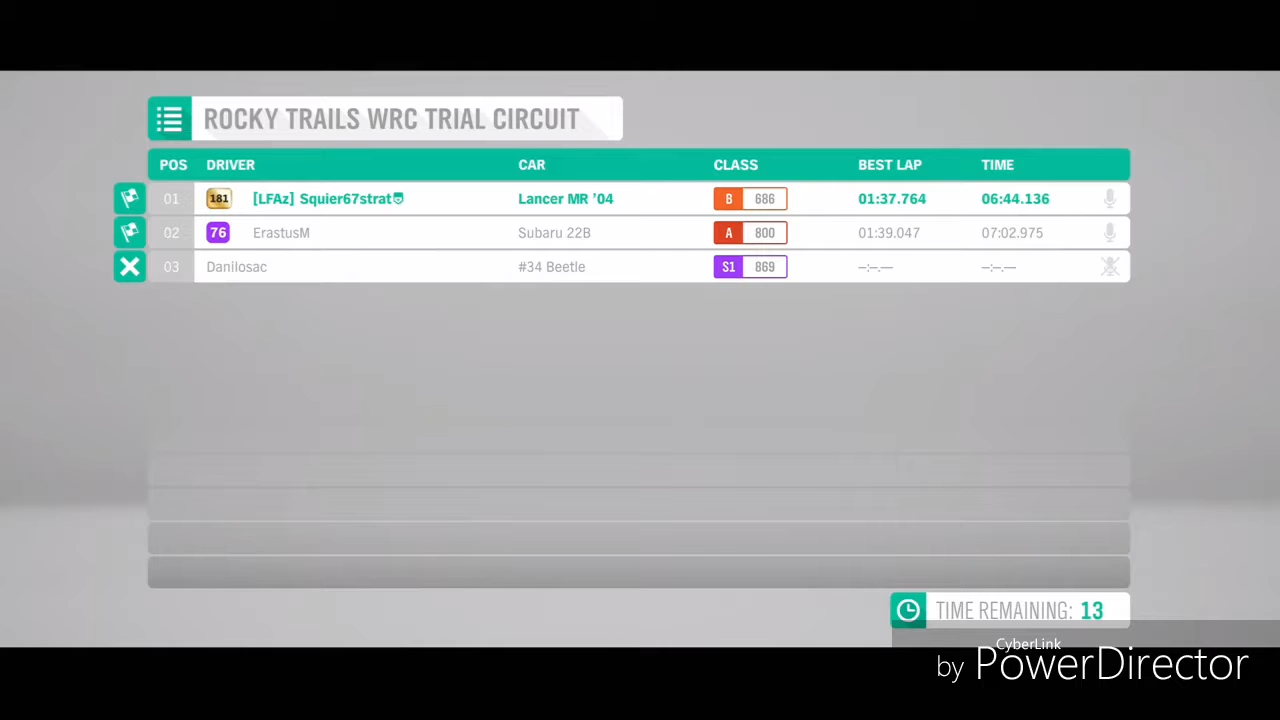 ROCKY TRAILS WRC TRIAL CIRCUIT
POS DRIVER CAR CLASS BEST LAP TIME
01 181 [LFAz] Squier67strat Lancer MR '04 B 686 01:37.764 06:44.136
02 76 ErastusM Subaru 22B A 800 01:39.047 07:02.975
03 Danilosac #34 Beetle S1 869 –:–.–– –:–.––
TIME REMAINING: 13
CyberLink
by PowerDirector